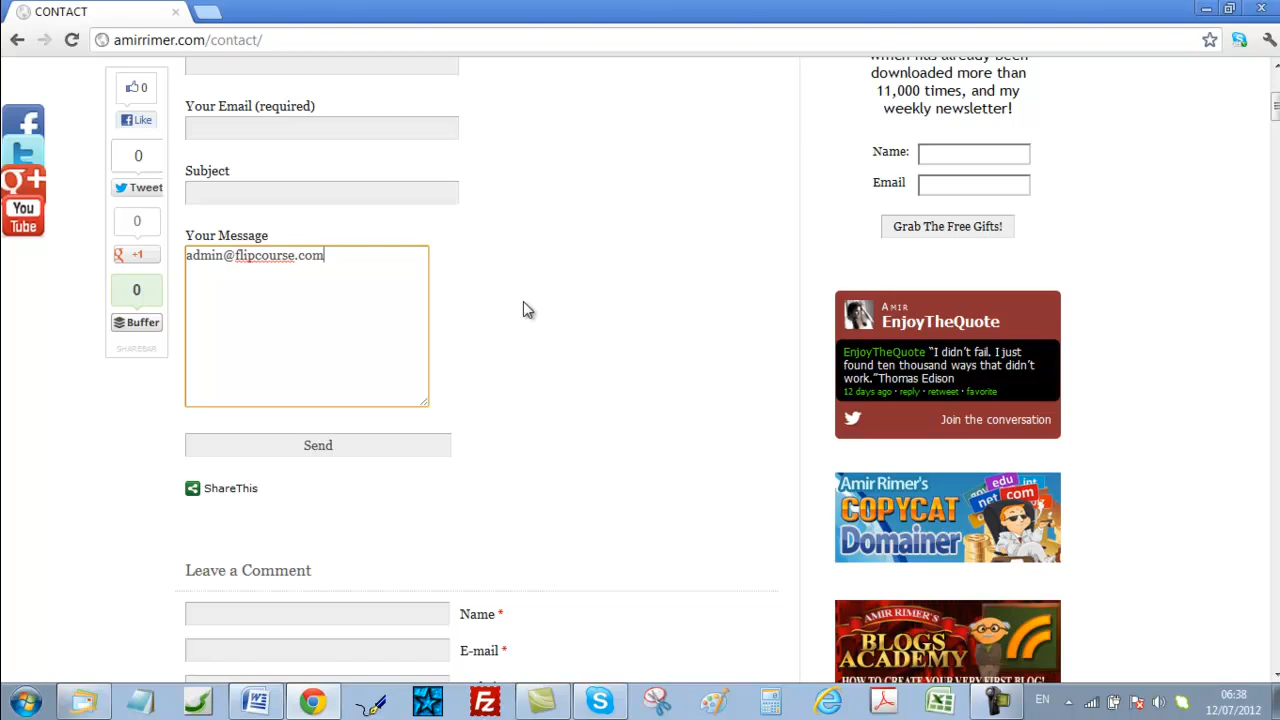 CONTACT
amirrimer.com/contact/
0
Like
0
Tweet
0
+1
0
Buffer
SHAREBAR
You
Tube
Your Email (required)
Subject
Your Message
admin@flipcourse.com
Send
ShareThis
Leave a Comment
Name *
E-mail *
which has already been
downloaded more than
11,000 times, and my
weekly newsletter!
Name:
Email
Grab The Free Gifts!
AMIR
EnjoyTheQuote
EnjoyTheQuote “I didn’t fail. I just
found ten thousand ways that didn’t
work.”Thomas Edison
12 days ago · reply · retweet · favorite
Join the conversation
Amir Rimer's
COPYCAT
Domainer
edu
int
net
com
org
AMIR RIMER'S
BLOGS
ACADEMY
HOW TO CREATE YOUR VERY FIRST BLOG!
EN
06:38
12/07/2012